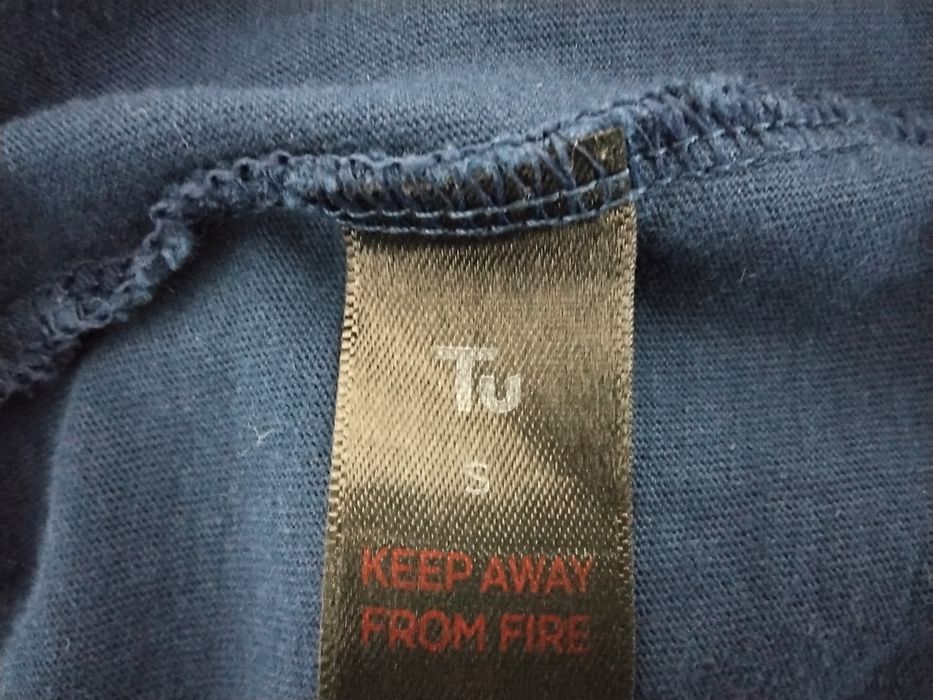 Tu
S
KEEP AWAY
FROM FIRE